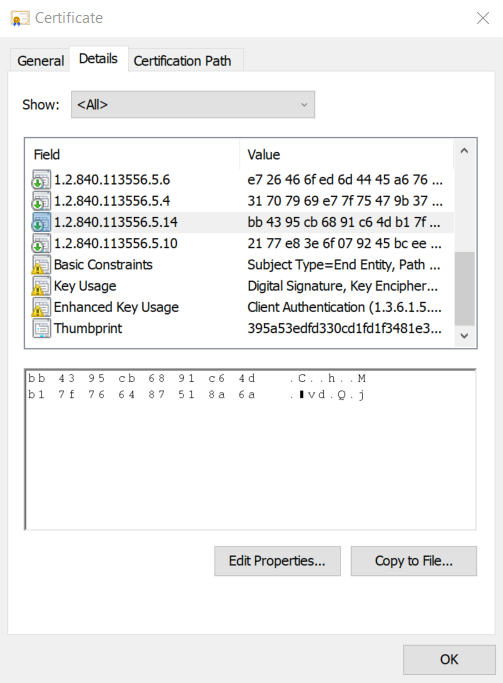 Certificate
General Details Certification Path
Show: <All>
Field Value
1.2.840.113556.5.6 e7 26 46 6f ed 6d 44 45 a6 76 ...
1.2.840.113556.5.4 31 70 79 69 e7 7f 75 47 9b 37 ...
1.2.840.113556.5.14 bb 43 95 cb 68 91 c6 4d b1 7f ...
1.2.840.113556.5.10 21 77 e8 3e 6f 07 92 45 bc ee ...
Basic Constraints Subject Type=End Entity, Path ...
Key Usage Digital Signature, Key Encipher...
Enhanced Key Usage Client Authentication (1.3.6.1.5....
Thumbprint 395a53edfd330cd1fd1f3481e3...
bb 43 95 cb 68 91 c6 4d .C..h..M
b1 7f 76 64 87 51 8a 6a .▮vd.Q.j
Edit Properties... Copy to File...
OK